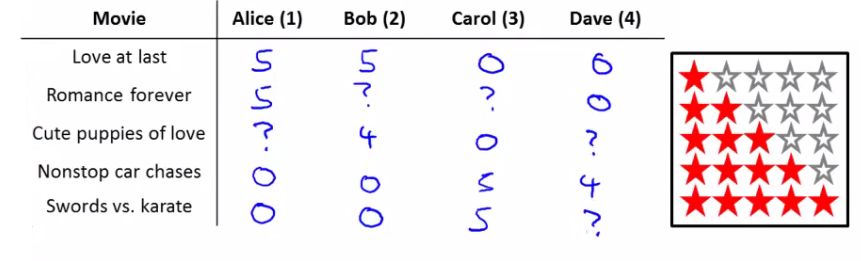 Movie Alice (1) Bob (2) Carol (3) Dave (4)
Love at last 5 5 0 0
Romance forever 5 ? ? 0
Cute puppies of love ? 4 0 ?
Nonstop car chases 0 0 5 4
Swords vs. karate 0 0 5 ?